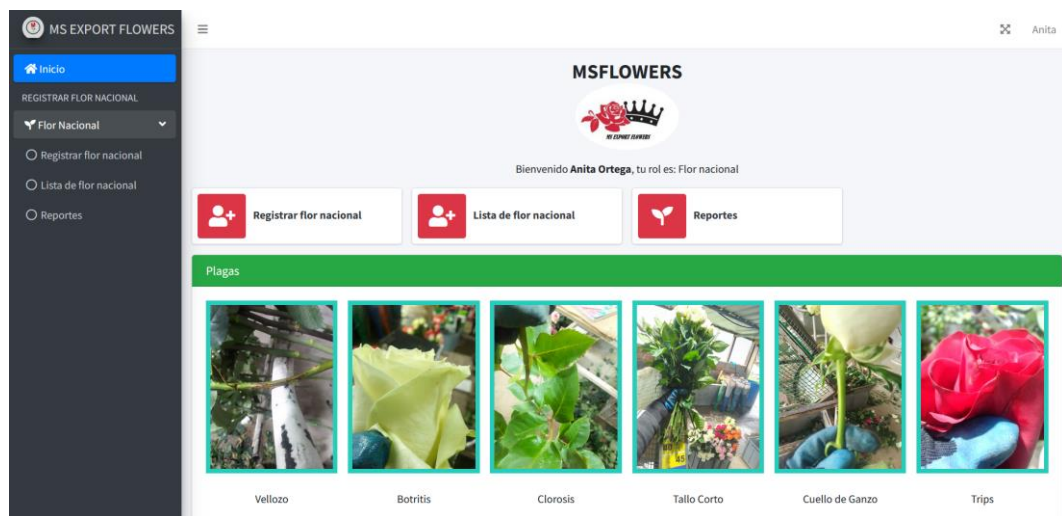 MS EXPORT FLOWERS
Anita
Inicio
REGISTRAR FLOR NACIONAL
Flor Nacional
Registrar flor nacional
Lista de flor nacional
Reportes
MSFLOWERS
MS EXPORT FLOWERS
Bienvenido Anita Ortega, tu rol es: Flor nacional
Registrar flor nacional
Lista de flor nacional
Reportes
Plagas
45
Vellozo
Botritis
Clorosis
Tallo Corto
Cuello de Ganzo
Trips